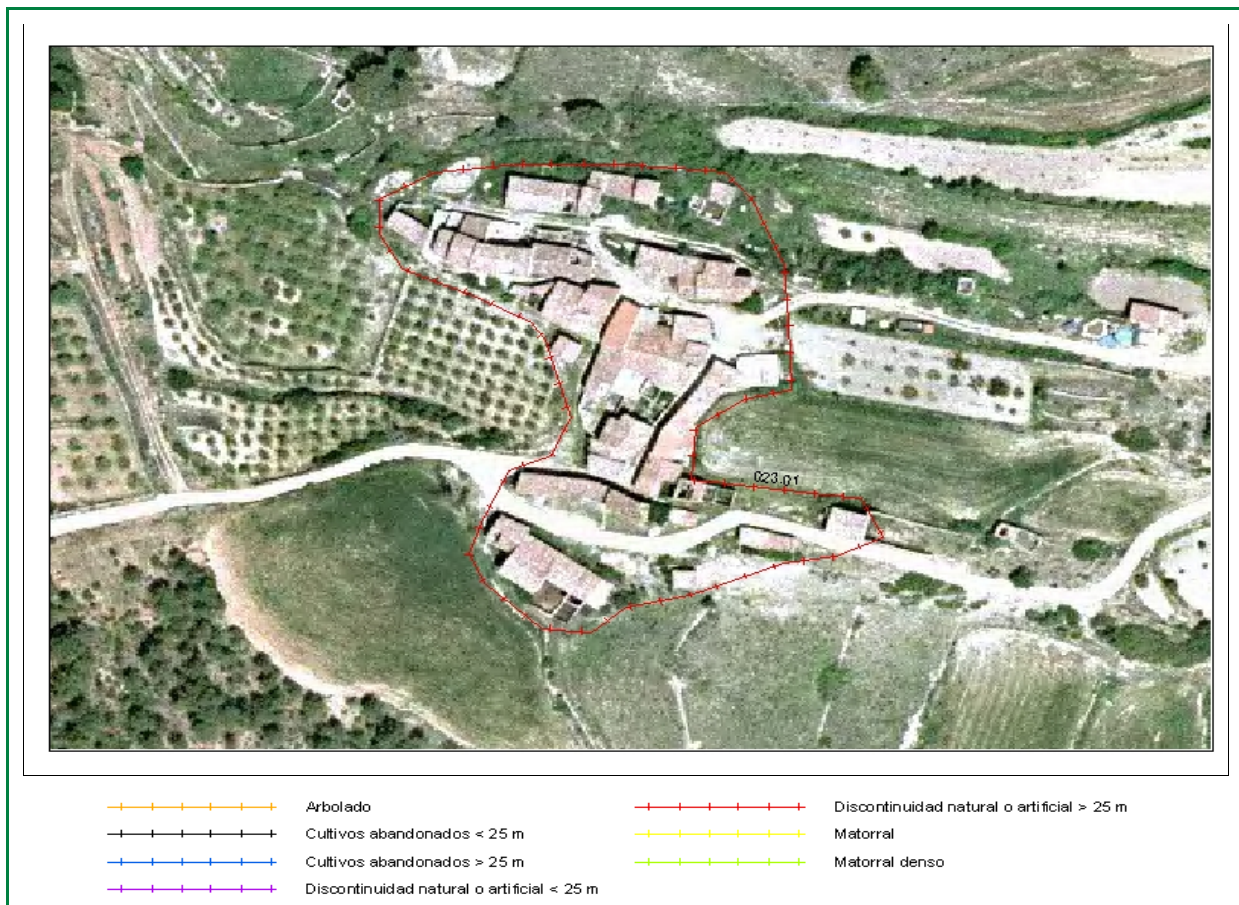 023.01
Arbolado
Cultivos abandonados < 25 m
Cultivos abandonados > 25 m
Discontinuidad natural o artificial < 25 m
Discontinuidad natural o artificial > 25 m
Matorral
Matorral denso